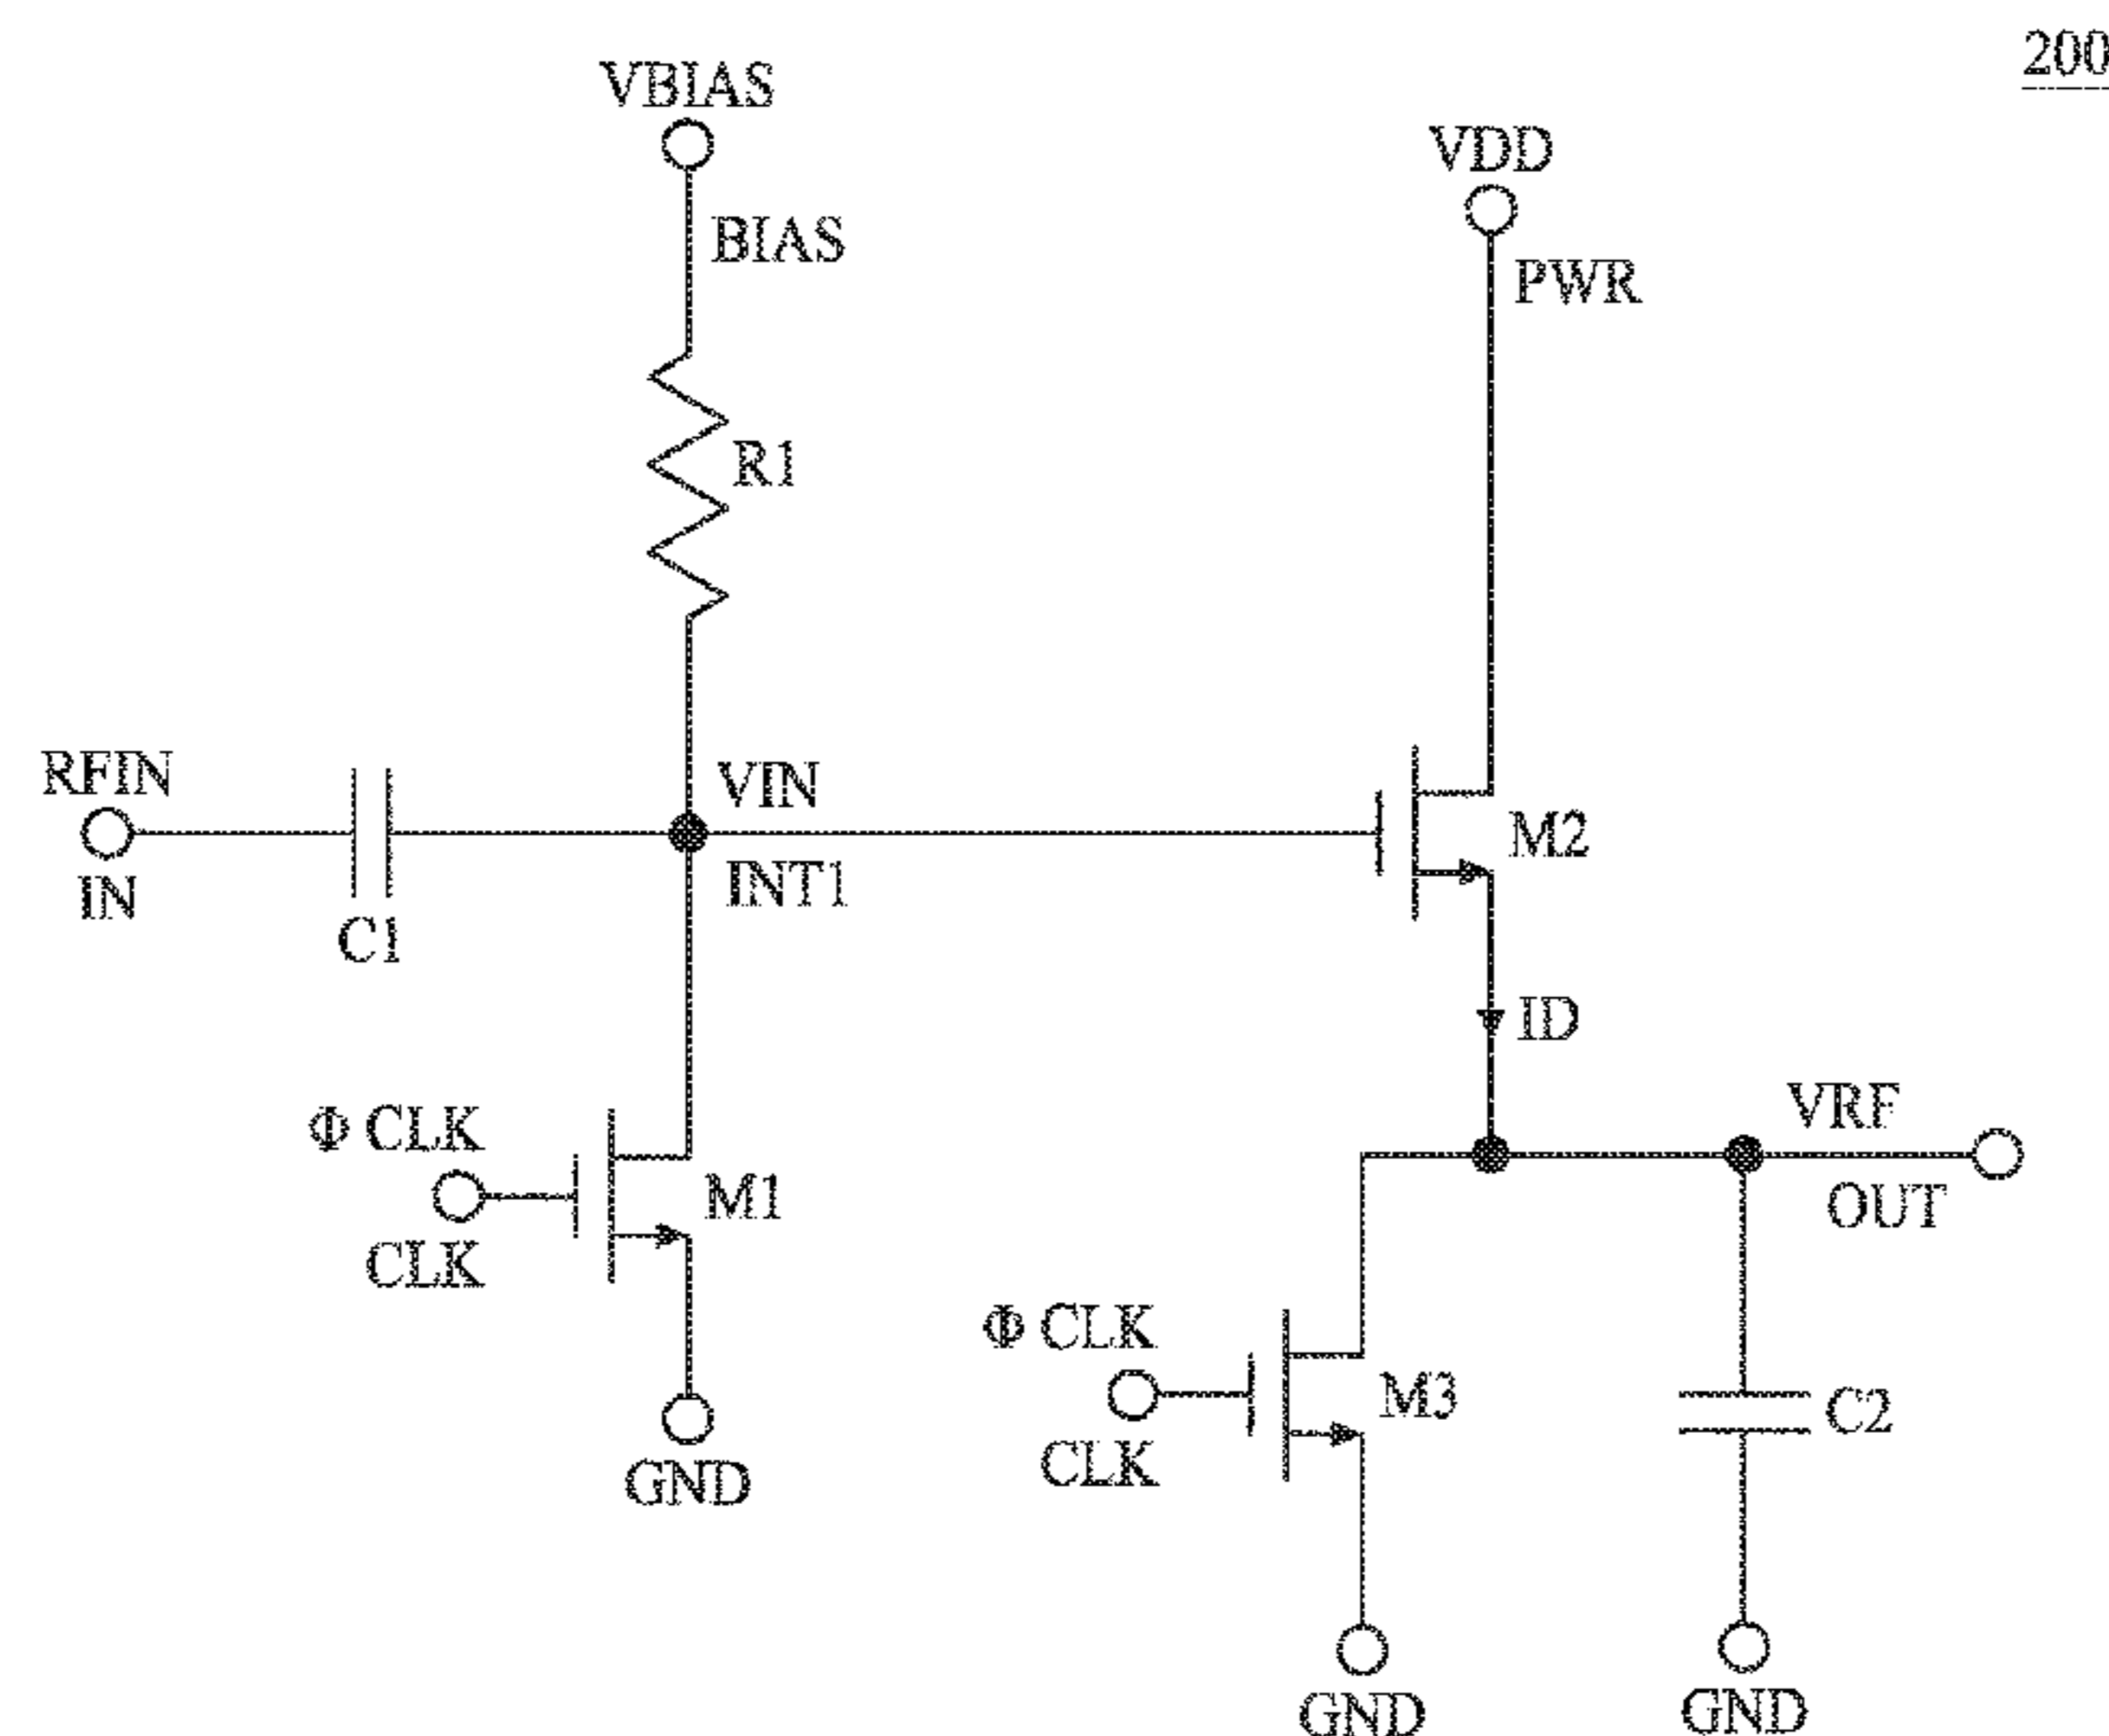 200
VBIAS
VDD
BIAS
PWR
R1
RFIN
VIN
M2
IN
INT1
C1
ID
Φ CLK
VRF
M1
OUT
CLK
Φ CLK
M3
C2
CLK
GND
GND
GND